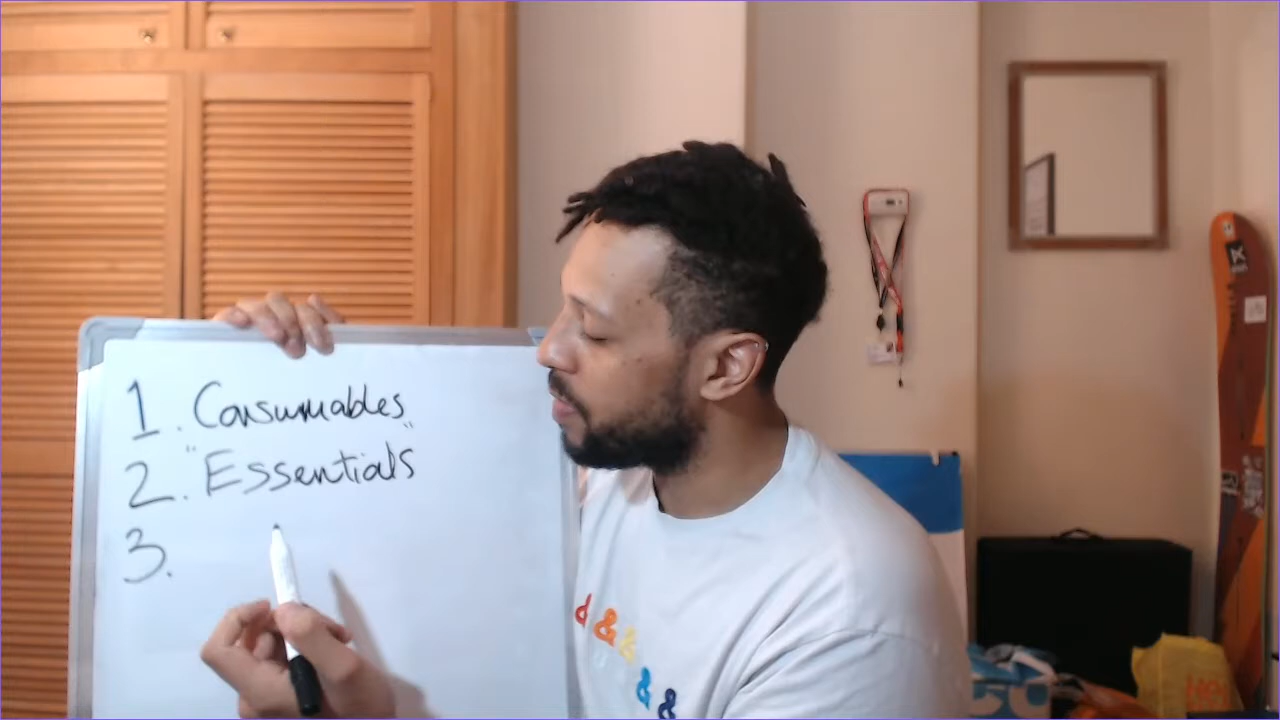 1. Consumables
2. "Essentials"
3.
& & &
& &